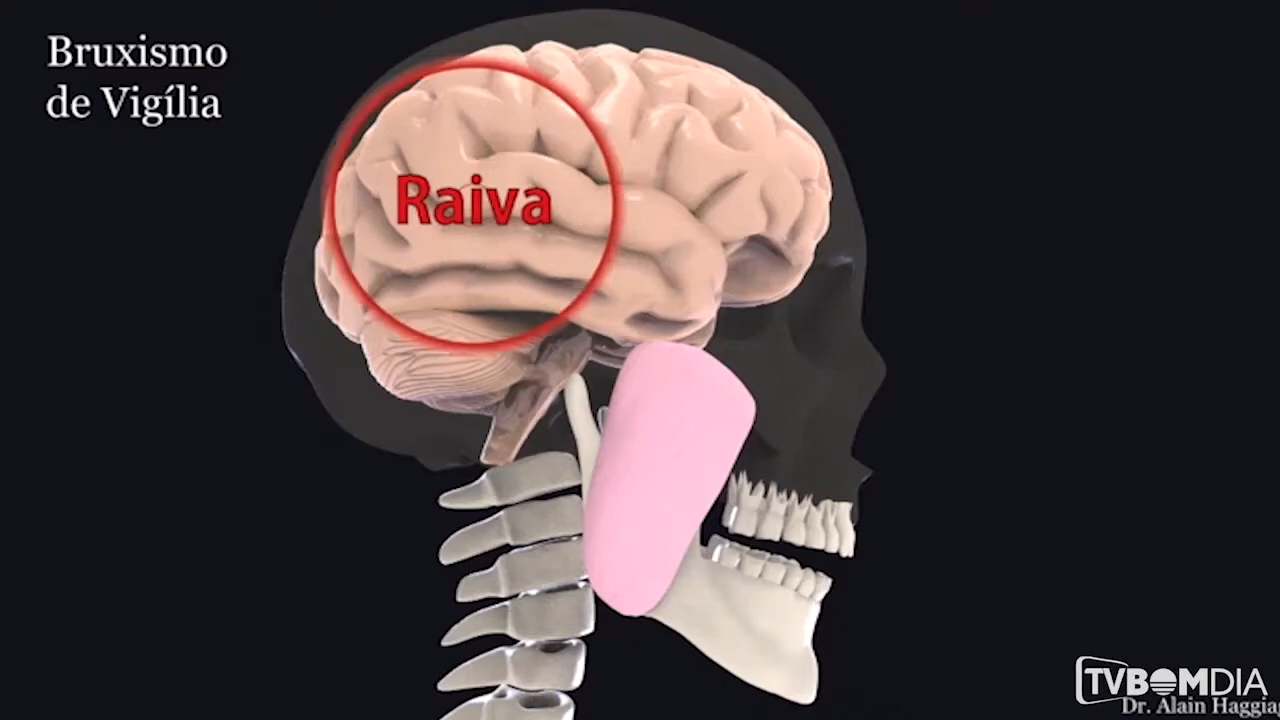 Bruxismo
de Vigília
Raiva
TVBOMDIA
Dr. Alain Haggia